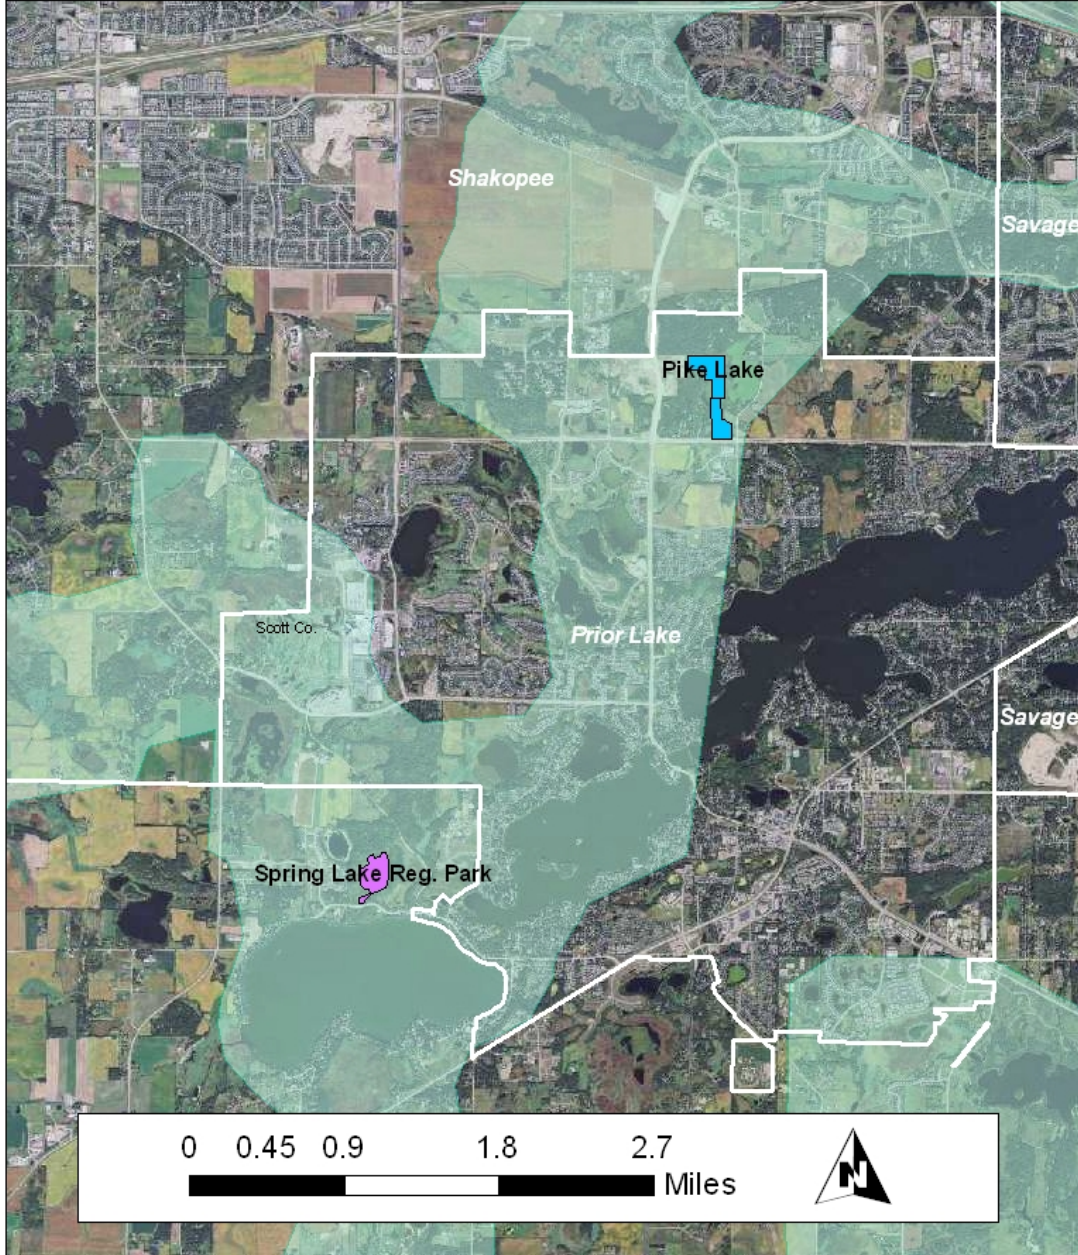 Shakopee
Savage
Pike Lake
Scott Co.
Prior Lake
Savage
Spring Lake Reg. Park
0 0.45 0.9 1.8 2.7
Miles
N